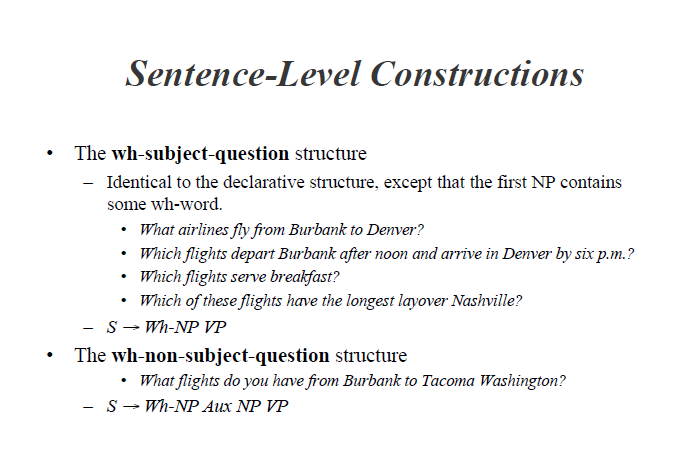 Sentence-Level Constructions
• The wh-subject-question structure
– Identical to the declarative structure, except that the first NP contains
some wh-word.
• What airlines fly from Burbank to Denver?
• Which flights depart Burbank after noon and arrive in Denver by six p.m.?
• Which flights serve breakfast?
• Which of these flights have the longest layover Nashville?
– S → Wh-NP VP
• The wh-non-subject-question structure
• What flights do you have from Burbank to Tacoma Washington?
– S → Wh-NP Aux NP VP